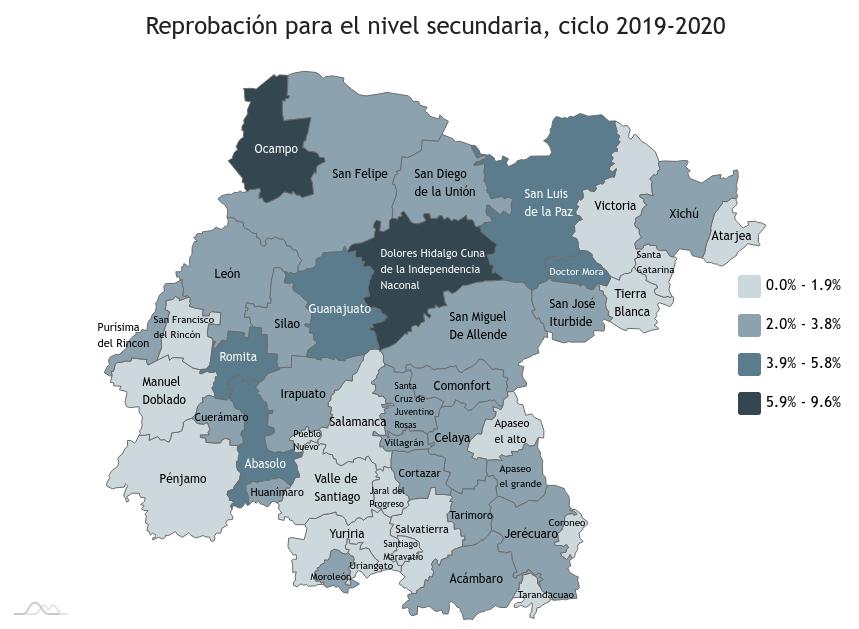 Reprobación para el nivel secundaria, ciclo 2019-2020
Ocampo
San Felipe
San Diego
de la Unión
San Luis
de la Paz
Victoria
Xichú
Atarjea
Dolores Hidalgo Cuna
de la Independencia
Naconal
Santa
Catarina
Doctor Mora
León
Guanajuato
Tierra
Blanca
San José
Iturbide
0.0% - 1.9%
2.0% - 3.8%
3.9% - 5.8%
5.9% - 9.6%
Purísima
del Rincon
San Francisco
del Rincón
Silao
San Miguel
De Allende
Romita
Manuel
Doblado
Irapuato
Santa
Cruz de
Juventino
Rosas
Comonfort
Cuerámaro
Salamanca
Pueblo
Nuevo
Villagrán
Celaya
Apaseo
el alto
Abasolo
Pénjamo
Huanímaro
Valle de
Santiago
Cortazar
Apaseo
el grande
Jaral del
Progreso
Tarimoro
Jerécuaro
Coroneo
Yuriria
Salvatierra
Santiago
Maravatío
Uriangato
Moroleón
Acámbaro
Tarandacuao